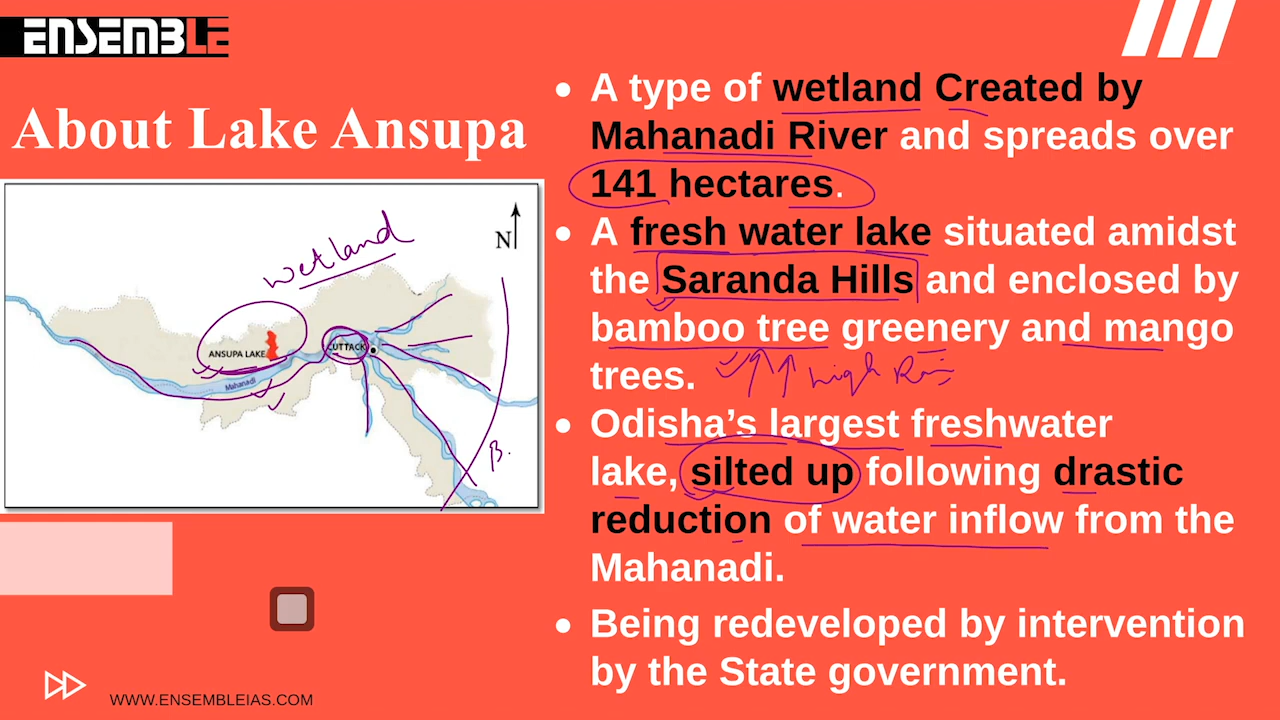 ENSEMBLE
About Lake Ansupa
wetland
N
ANSUPA LAKE
CUTTACK
Mahanadi
B.
• A type of wetland Created by
Mahanadi River and spreads over
141 hectares.
• A fresh water lake situated amidst
the Saranda Hills and enclosed by
bamboo tree greenery and mango
trees. high
• Odisha’s largest freshwater
lake, silted up following drastic
reduction of water inflow from the
Mahanadi.
• Being redeveloped by intervention
by the State government.
WWW.ENSEMBLEIAS.COM